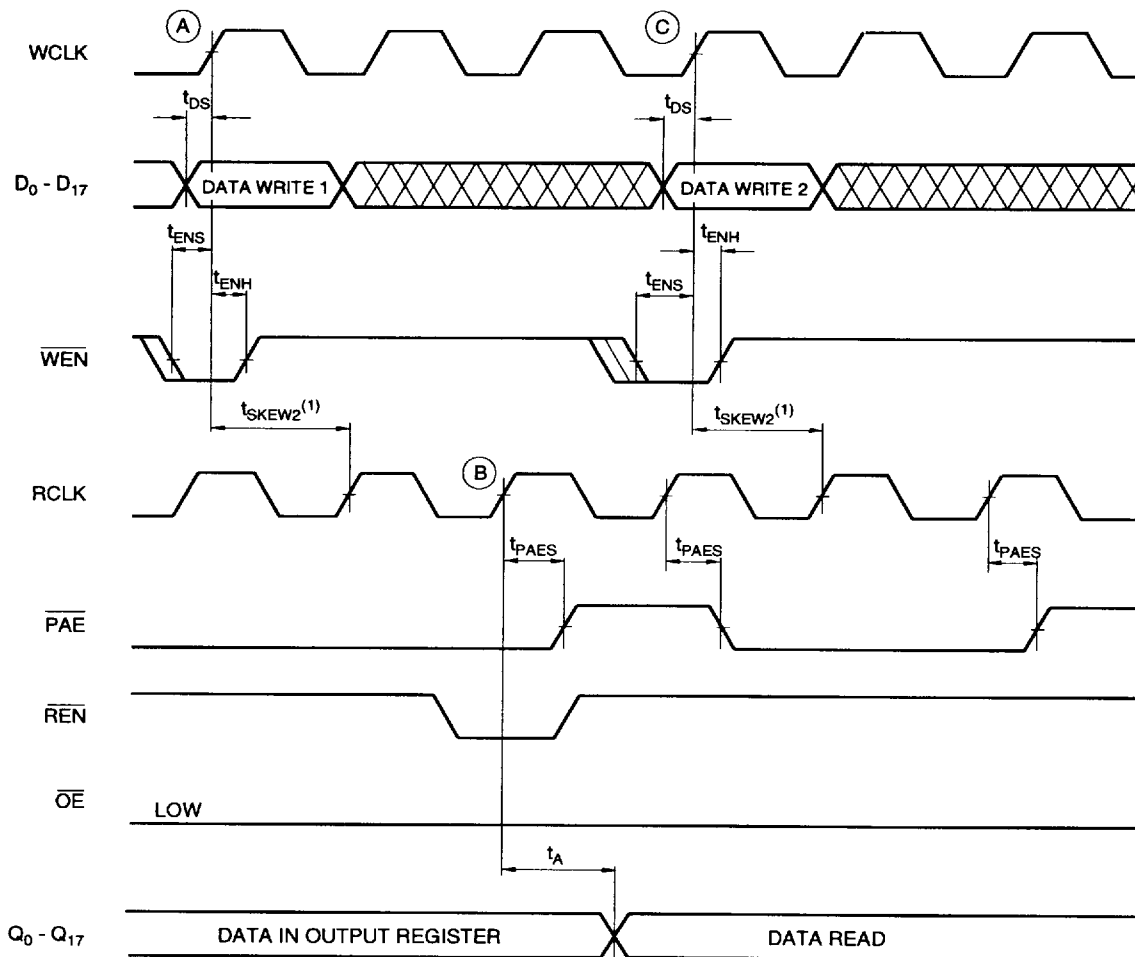 A
C
WCLK
tDS
tDS
D0 - D17
DATA WRITE 1
DATA WRITE 2
tENS
tENH
tENH
tENS
WEN
tSKEW2(1)
tSKEW2(1)
B
RCLK
tPAES
tPAES
tPAES
PAE
REN
OE
LOW
tA
Q0 - Q17
DATA IN OUTPUT REGISTER
DATA READ